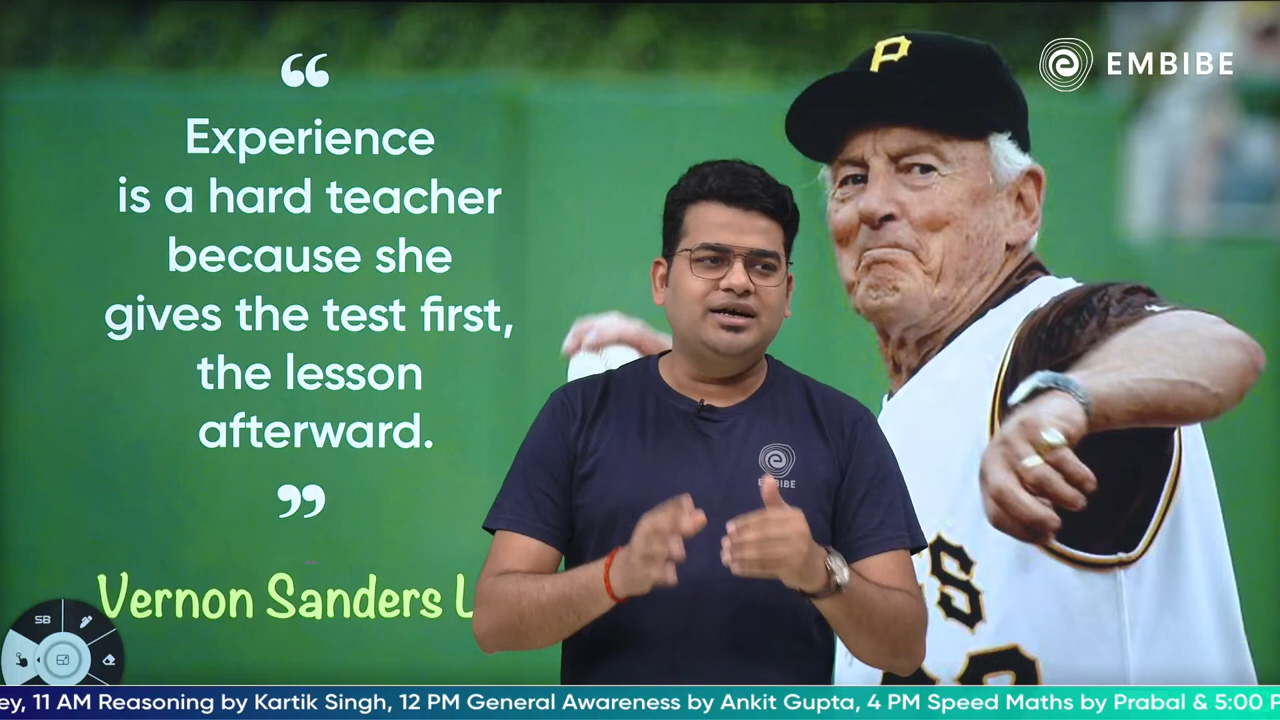 “
Experience
is a hard teacher
because she
gives the test first,
the lesson
afterward.
”
Vernon Sanders L
P
EMBIBE
EMBIBE
SB
ey, 11 AM Reasoning by Kartik Singh, 12 PM General Awareness by Ankit Gupta, 4 PM Speed Maths by Prabal & 5:00 P